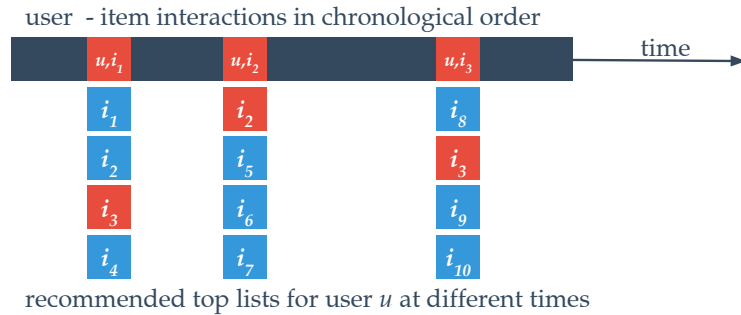 user - item interactions in chronological order
u,i1 u,i2 u,i3 time
i1 i2 i8
i2 i5 i3
i3 i6 i9
i4 i7 i10
recommended top lists for user u at different times